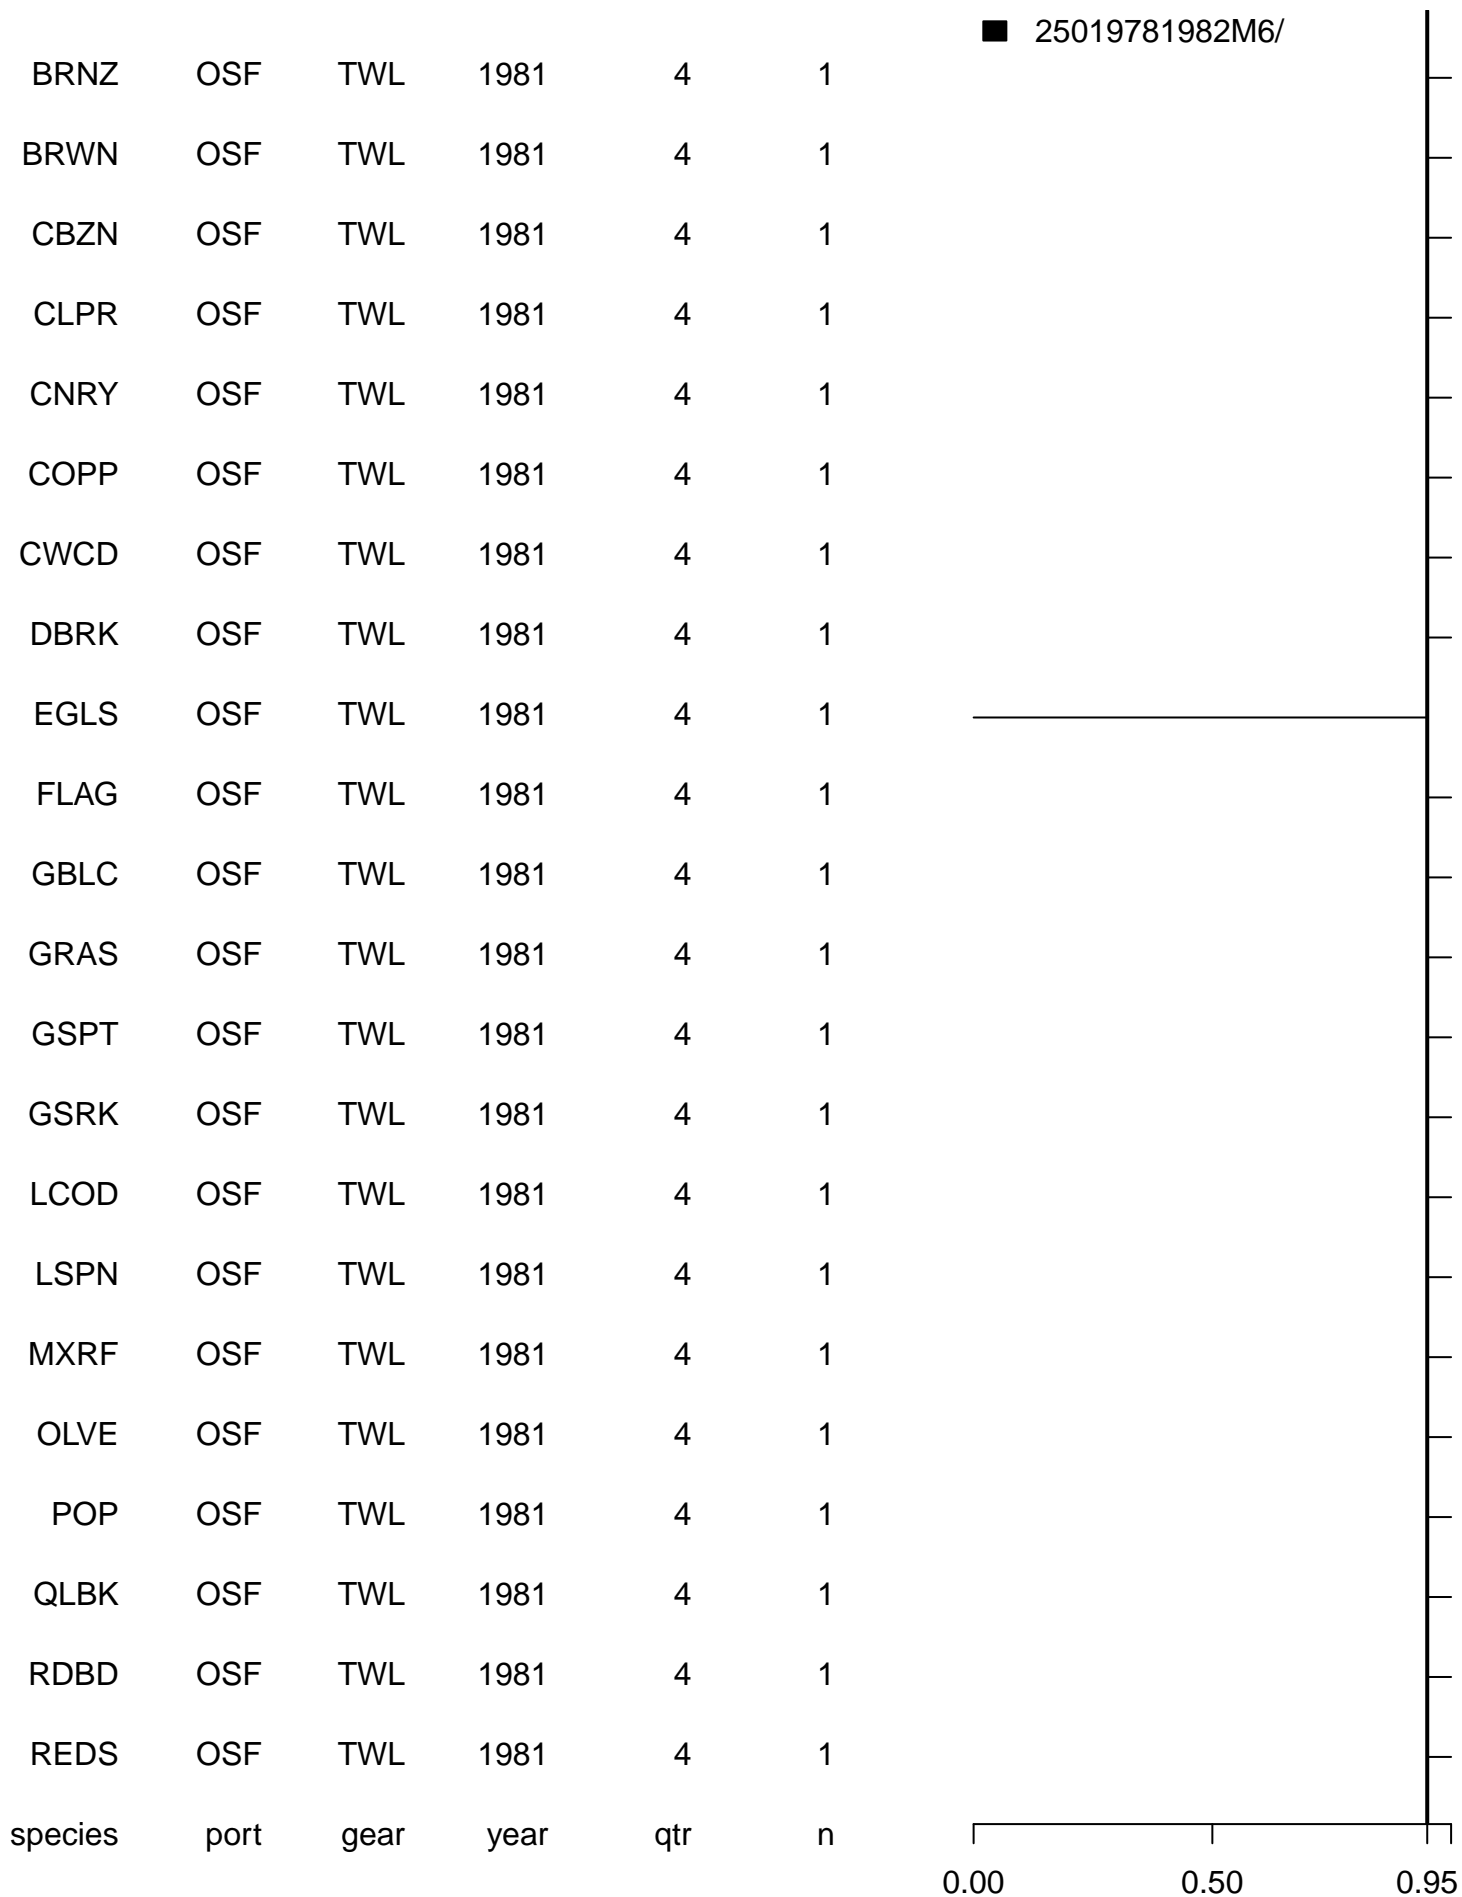 25019781982M6/
BRNZ OSF TWL 1981 4 1
BRWN OSF TWL 1981 4 1
CBZN OSF TWL 1981 4 1
CLPR OSF TWL 1981 4 1
CNRY OSF TWL 1981 4 1
COPP OSF TWL 1981 4 1
CWCD OSF TWL 1981 4 1
DBRK OSF TWL 1981 4 1
EGLS OSF TWL 1981 4 1
FLAG OSF TWL 1981 4 1
GBLC OSF TWL 1981 4 1
GRAS OSF TWL 1981 4 1
GSPT OSF TWL 1981 4 1
GSRK OSF TWL 1981 4 1
LCOD OSF TWL 1981 4 1
LSPN OSF TWL 1981 4 1
MXRF OSF TWL 1981 4 1
OLVE OSF TWL 1981 4 1
POP OSF TWL 1981 4 1
QLBK OSF TWL 1981 4 1
RDBD OSF TWL 1981 4 1
REDS OSF TWL 1981 4 1
species port gear year qtr n
0.00 0.50 0.95